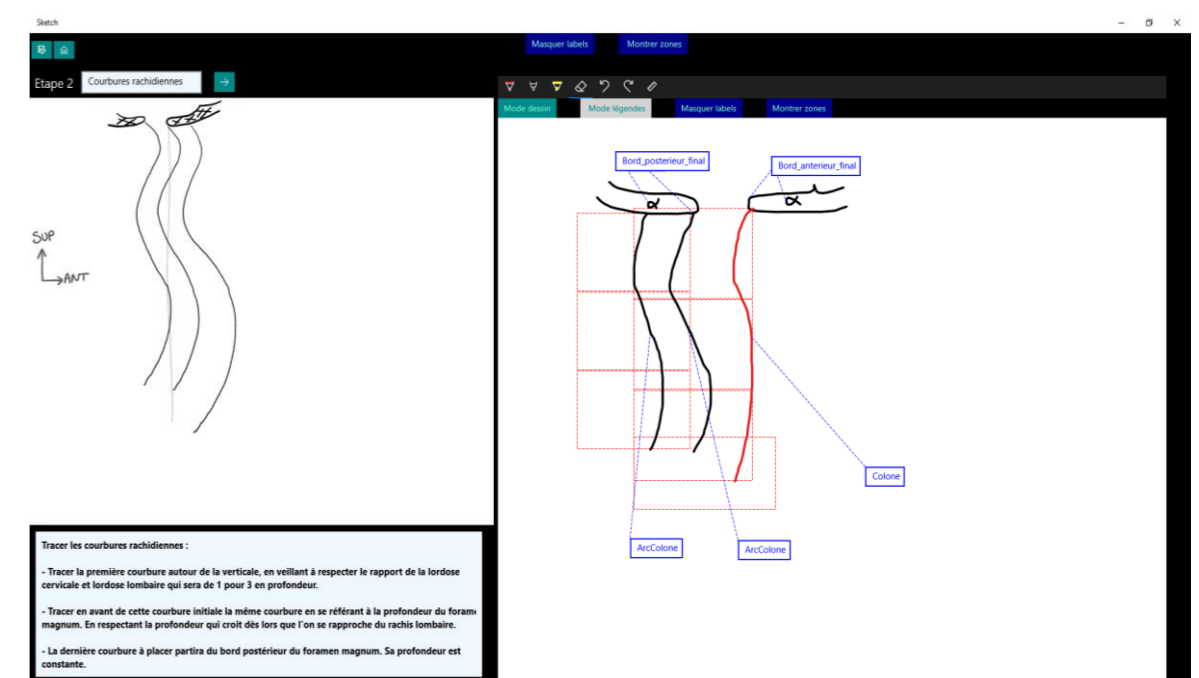 Sketch
Masquer labels
Montrer zones
Etape 2
Courbures rachidiennes
Mode dessin
Mode légendes
Masquer labels
Montrer zones
Bord_posterieur_final
Bord_anterieur_final
α
α
SUP
ANT
Colone
ArcColone
ArcColone
Tracer les courbures rachidiennes :
- Tracer la première courbure autour de la verticale, en veillant à respecter le rapport de la lordose
cervicale et lordose lombaire qui sera de 1 pour 3 en profondeur.
- Tracer en avant de cette courbure initiale la même courbure en se référant à la profondeur du forame
magnum. En respectant la profondeur qui croit dès lors que l'on se rapproche du rachis lombaire.
- La dernière courbure à placer partira du bord postérieur du foramen magnum. Sa profondeur est
constante.